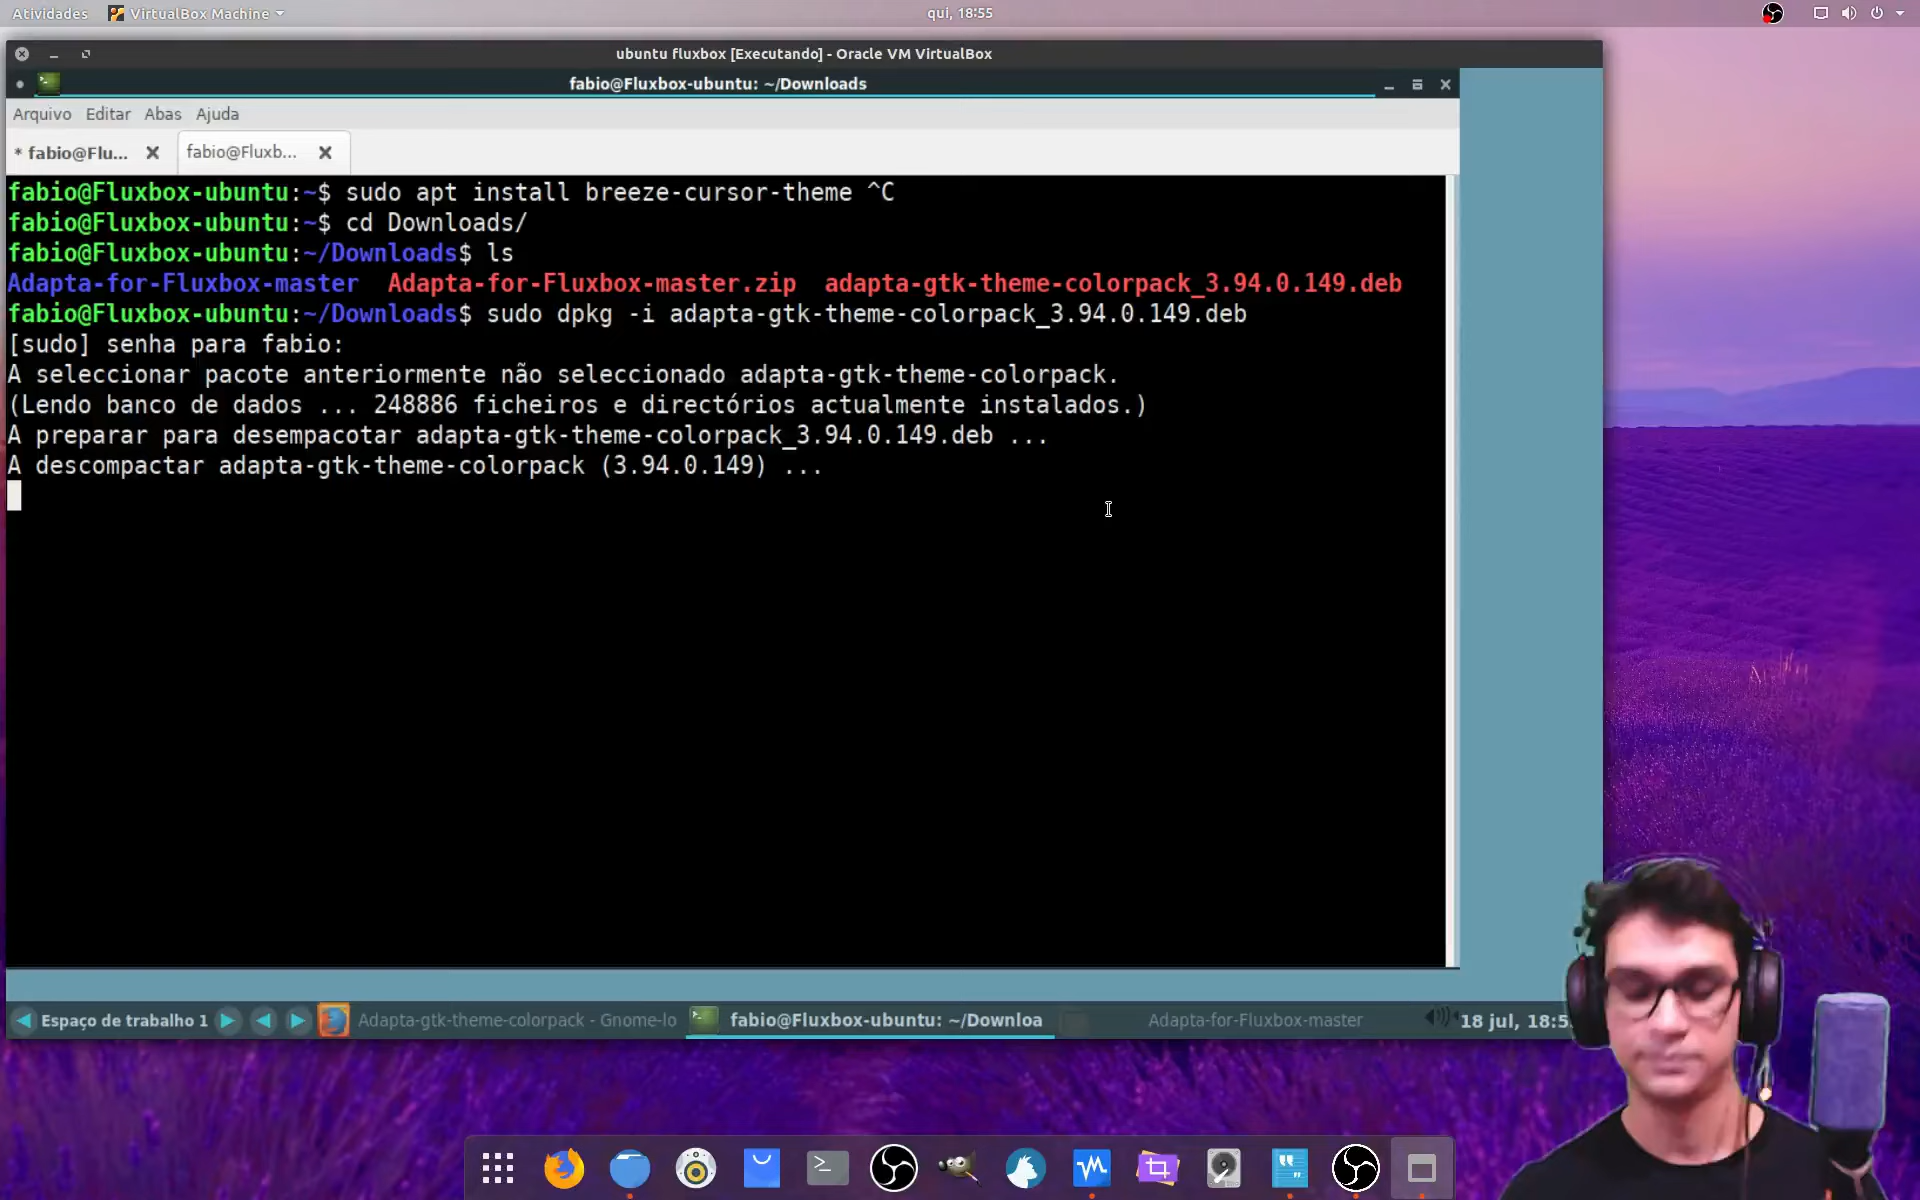 Atividades VirtualBox Machine qui, 18:55
ubuntu fluxbox [Executando] - Oracle VM VirtualBox
fabio@Fluxbox-ubuntu: ~/Downloads
Arquivo Editar Abas Ajuda
* fabio@Flu... fabio@Fluxb...
fabio@Fluxbox-ubuntu:~$ sudo apt install breeze-cursor-theme ^C
fabio@Fluxbox-ubuntu:~$ cd Downloads/
fabio@Fluxbox-ubuntu:~/Downloads$ ls
Adapta-for-Fluxbox-master Adapta-for-Fluxbox-master.zip adapta-gtk-theme-colorpack_3.94.0.149.deb
fabio@Fluxbox-ubuntu:~/Downloads$ sudo dpkg -i adapta-gtk-theme-colorpack_3.94.0.149.deb
[sudo] senha para fabio:
A seleccionar pacote anteriormente não seleccionado adapta-gtk-theme-colorpack.
(Lendo banco de dados ... 248886 ficheiros e directórios actualmente instalados.)
A preparar para desempacotar adapta-gtk-theme-colorpack_3.94.0.149.deb ...
A descompactar adapta-gtk-theme-colorpack (3.94.0.149) ...
Espaço de trabalho 1 Adapta-gtk-theme-colorpack - Gnome-lo fabio@Fluxbox-ubuntu: ~/Downloa Adapta-for-Fluxbox-master 18 jul, 18:5